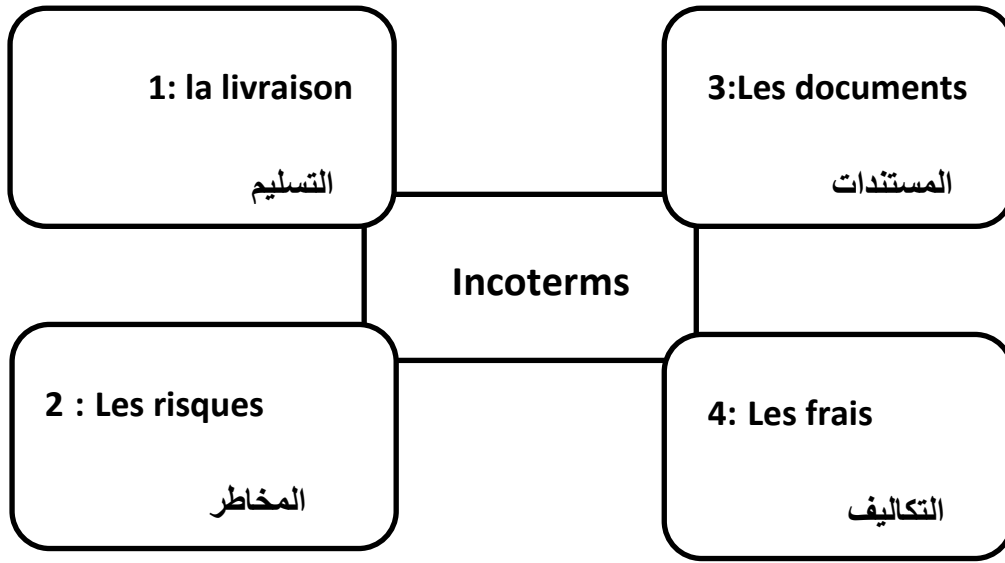 1: la livraison
التسليم
3:Les documents
المستندات
Incoterms
2 : Les risques
المخاطر
4: Les frais
التكاليف